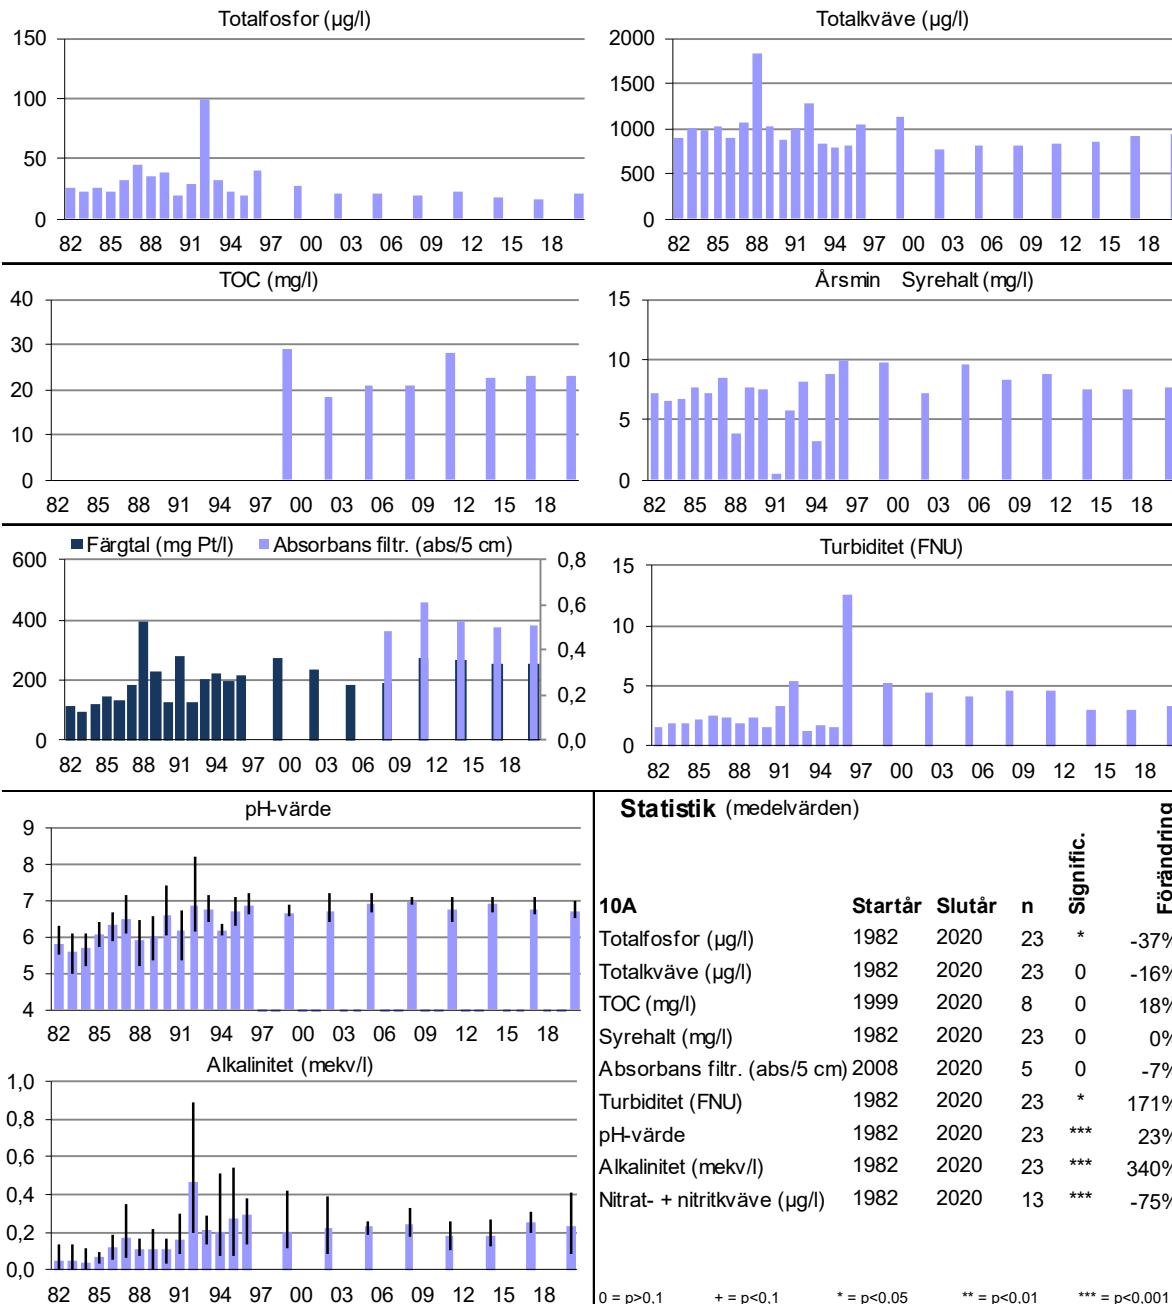 Totalfosfor (µg/l)
150
100
50
0
82 85 88 91 94 97 00 03 06 09 12 15 18
Totalkväve (µg/l)
2000
1500
1000
500
0
82 85 88 91 94 97 00 03 06 09 12 15 18
TOC (mg/l)
40
30
20
10
0
82 85 88 91 94 97 00 03 06 09 12 15 18
Årsmin Syrehalt (mg/l)
15
10
5
0
82 85 88 91 94 97 00 03 06 09 12 15 18
Färgtal (mg Pt/l) Absorbans filtr. (abs/5 cm)
600 0,8
400 0,6
200 0,4
0 0,2
0,0
82 85 88 91 94 97 00 03 06 09 12 15 18
Turbiditet (FNU)
15
10
5
0
82 85 88 91 94 97 00 03 06 09 12 15 18
pH-värde
9
8
7
6
5
4
82 85 88 91 94 97 00 03 06 09 12 15 18
Alkalinitet (mekv/l)
1,0
0,8
0,6
0,4
0,2
0,0
82 85 88 91 94 97 00 03 06 09 12 15 18
Statistik (medelvärden)
10A Startår Slutår n Signific. Förändring
Totalfosfor (µg/l) 1982 2020 23 * -37%
Totalkväve (µg/l) 1982 2020 23 0 -16%
TOC (mg/l) 1999 2020 8 0 18%
Syrehalt (mg/l) 1982 2020 23 0 0%
Absorbans filtr. (abs/5 cm) 2008 2020 5 0 -7%
Turbiditet (FNU) 1982 2020 23 * 171%
pH-värde 1982 2020 23 *** 23%
Alkalinitet (mekv/l) 1982 2020 23 *** 340%
Nitrat- + nitritkväve (µg/l) 1982 2020 13 *** -75%
0 = p>0,1 + = p<0,1 * = p<0,05 ** = p<0,01 *** = p<0,001